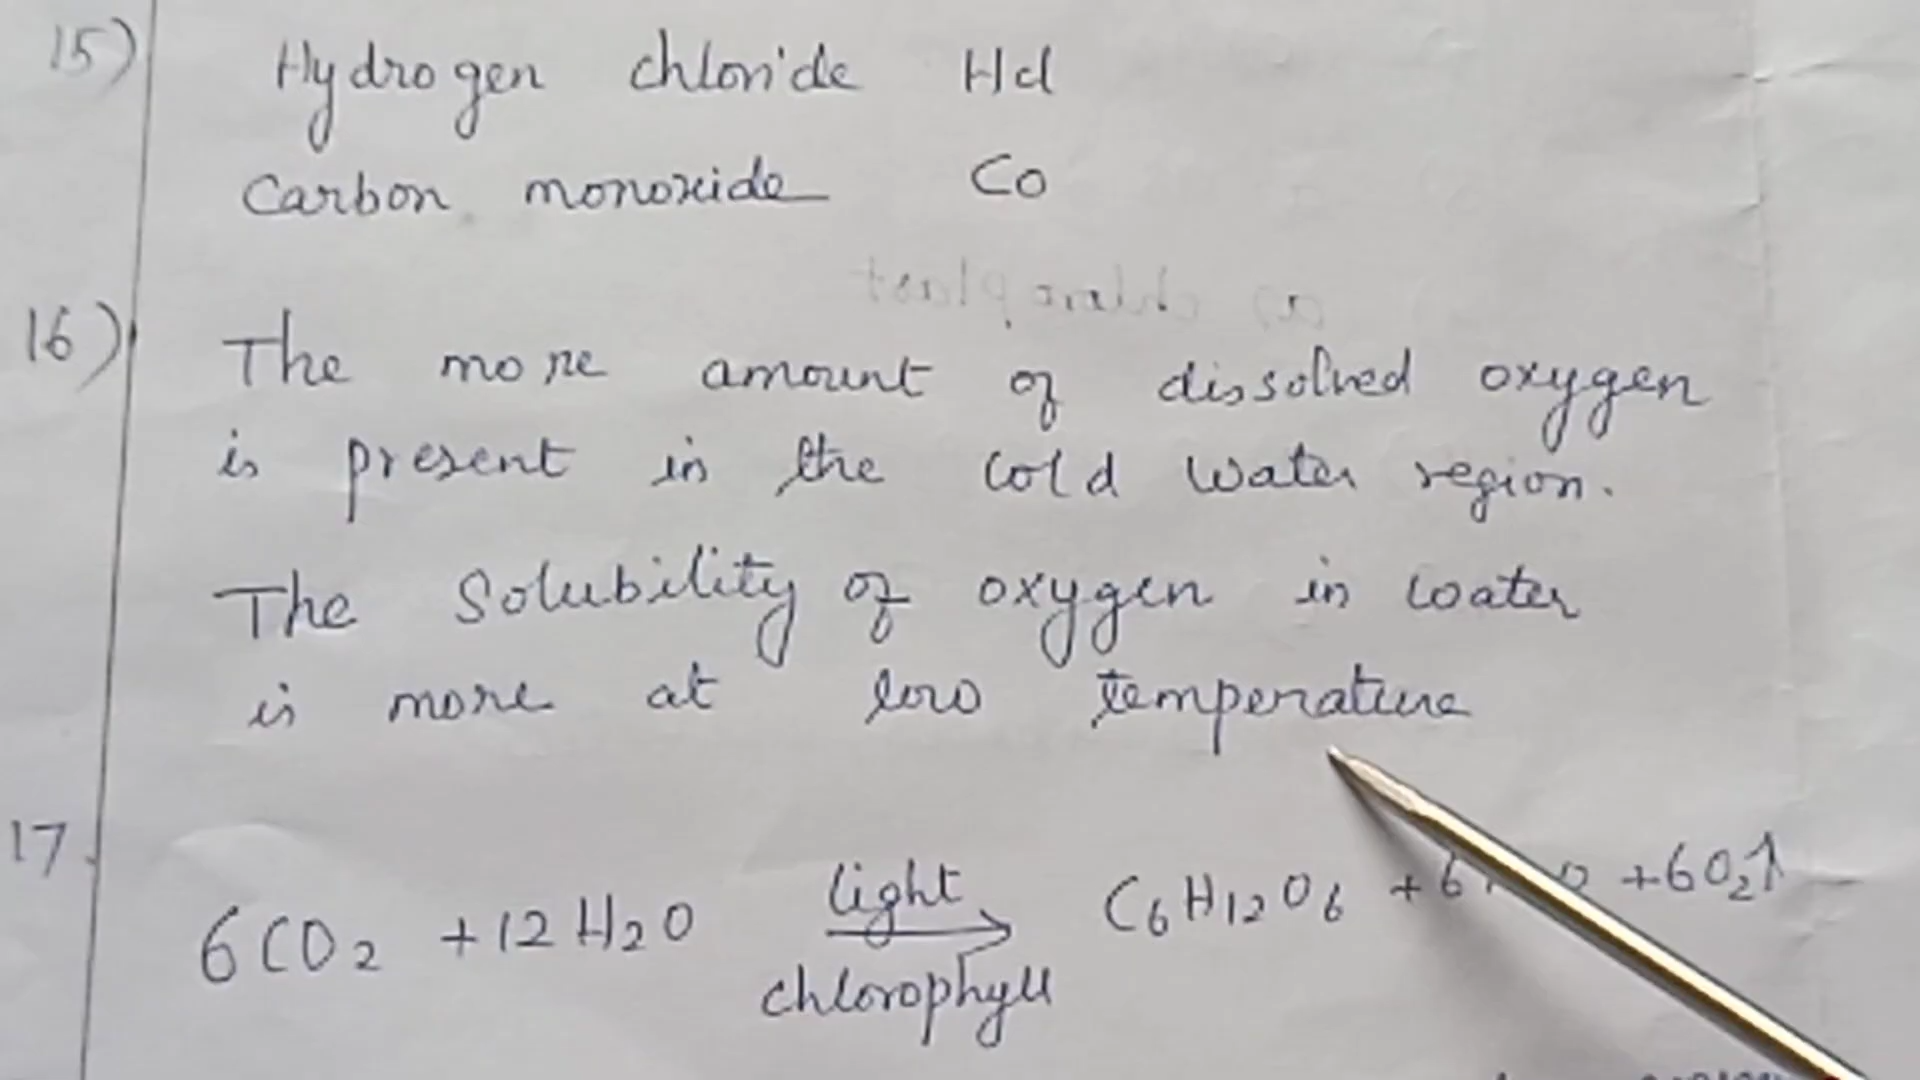 15) Hydrogen chloride HCl
Carbon monoxide CO
16) The more amount of dissolved oxygen
is present in the cold water region.
The Solubility of oxygen in water
is more at low temperature
17. 6CO2 +12H2O light C6H12O6 +6 +6O2↑
chlorophyll